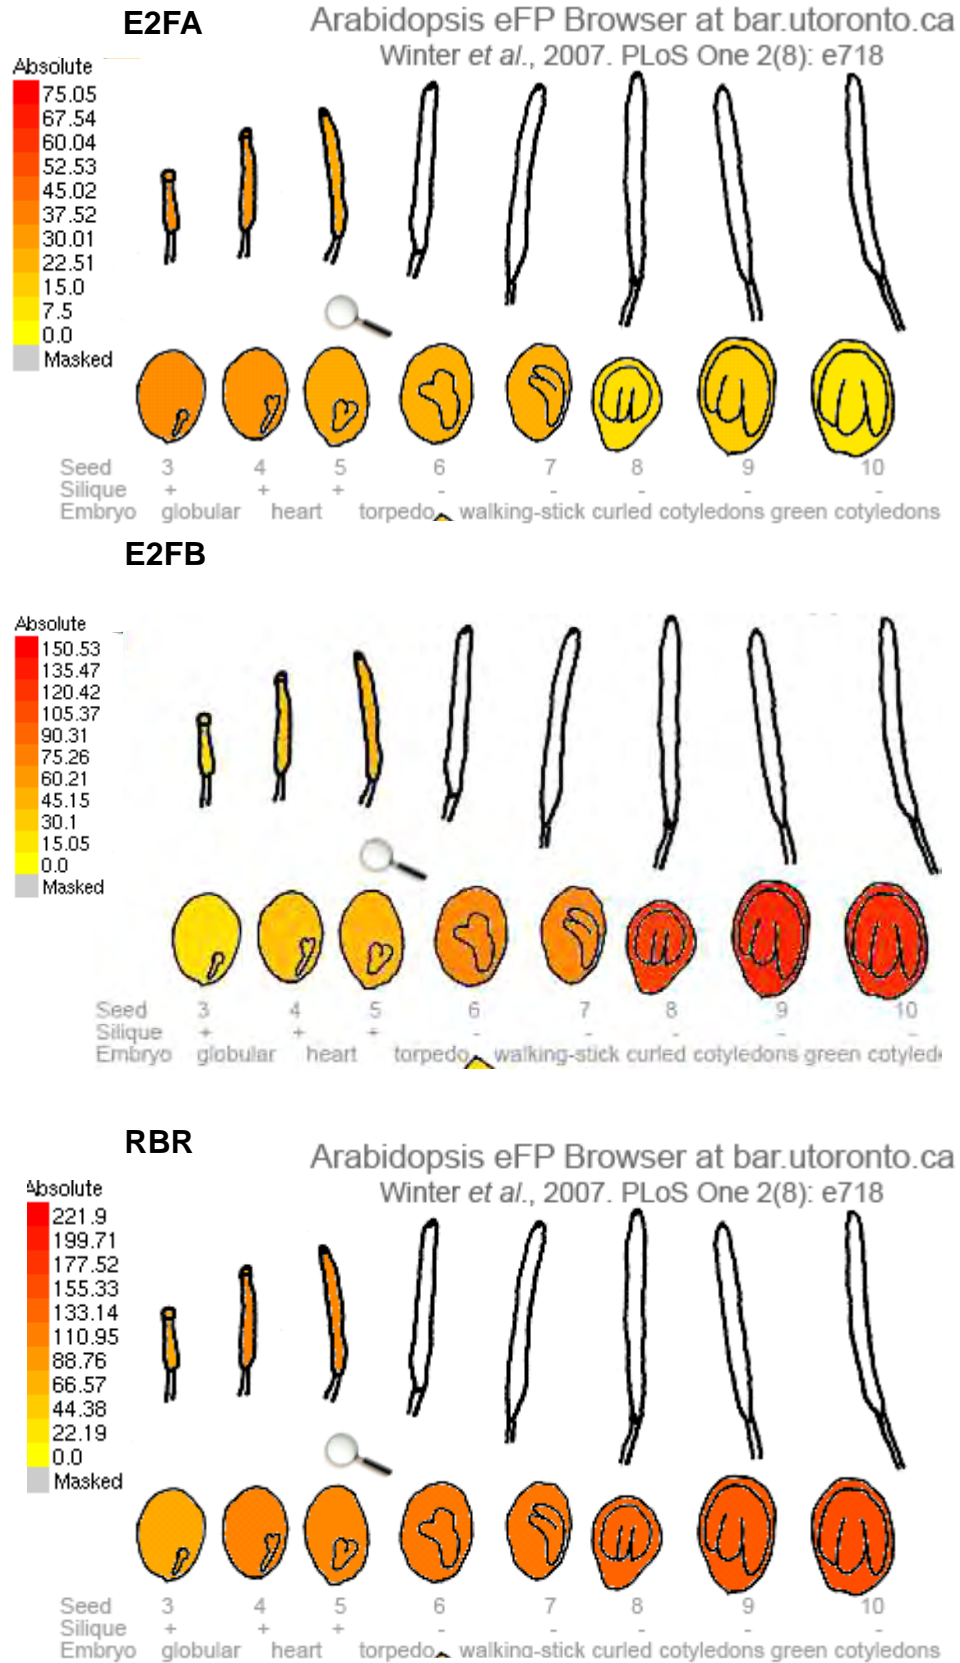 E2FA
Arabidopsis eFP Browser at bar.utoronto.ca
Winter et al., 2007. PLoS One 2(8): e718
Absolute
75.05
67.54
60.04
52.53
45.02
37.52
30.01
22.51
15.0
7.5
0.0
Masked
Seed 3 4 5 6 7 8 9 10
Silique + + + - - - - -
Embryo globular heart torpedo walking-stick curled cotyledons green cotyledons
E2FB
Absolute
150.53
135.47
120.42
105.37
90.31
75.26
60.21
45.15
30.1
15.05
0.0
Masked
Seed 3 4 5 6 7 8 9 10
Silique + + + - - - - -
Embryo globular heart torpedo walking-stick curled cotyledons green cotyled
RBR
Arabidopsis eFP Browser at bar.utoronto.ca
Winter et al., 2007. PLoS One 2(8): e718
Absolute
221.9
199.71
177.52
155.33
133.14
110.95
88.76
66.57
44.38
22.19
0.0
Masked
Seed 3 4 5 6 7 8 9 10
Silique + + + - - - - -
Embryo globular heart torpedo walking-stick curled cotyledons green cotyledons